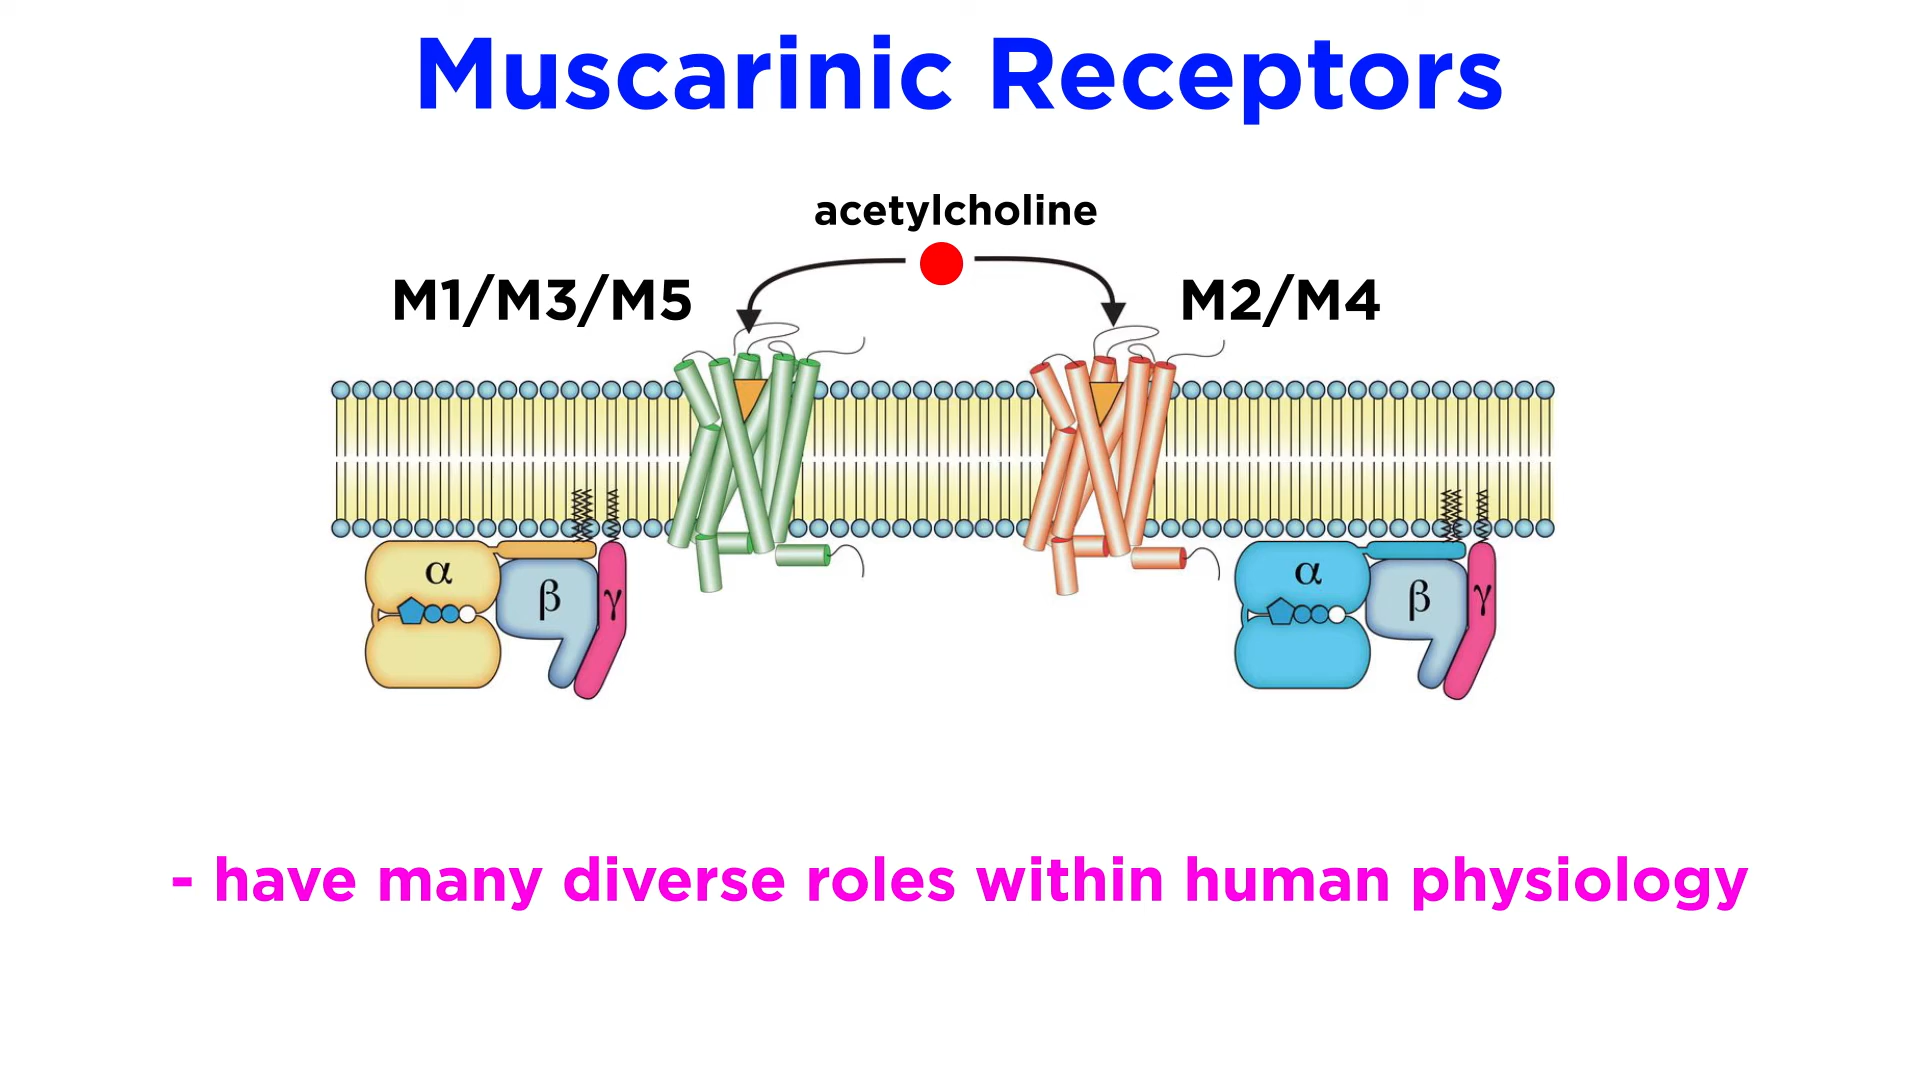 Muscarinic Receptors
acetylcholine
M1/M3/M5
M2/M4
α
β
γ
α
β
γ
- have many diverse roles within human physiology